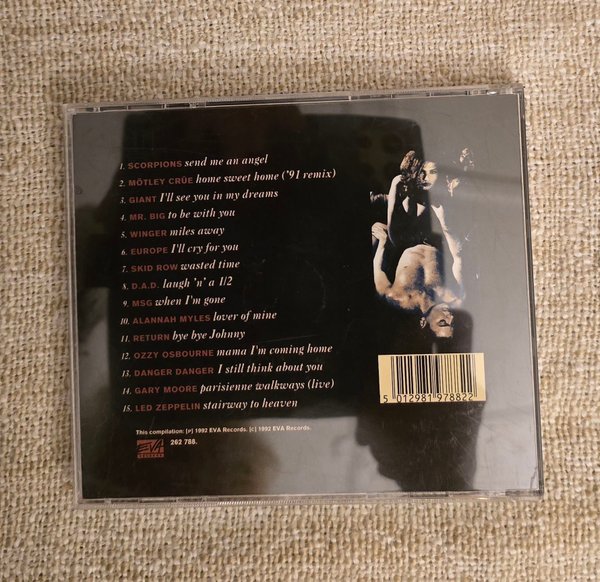 1. SCORPIONS send me an angel
2. MÖTLEY CRÜE home sweet home ('91 remix)
3. GIANT I'll see you in my dreams
4. MR. BIG to be with you
5. WINGER miles away
6. EUROPE I'll cry for you
7. SKID ROW wasted time
8. D.A.D. laugh 'n' a 1/2
9. MSG when I'm gone
10. ALANNAH MYLES lover of mine
11. RETURN bye bye Johnny
12. OZZY OSBOURNE mama I'm coming home
13. DANGER DANGER I still think about you
14. GARY MOORE parisienne walkways (live)
15. LED ZEPPELIN stairway to heaven
This compilation: (p) 1992 EVA Records. (c) 1992 EVA Records.
EVA
RECORDS
262 788.
5 012981 978822